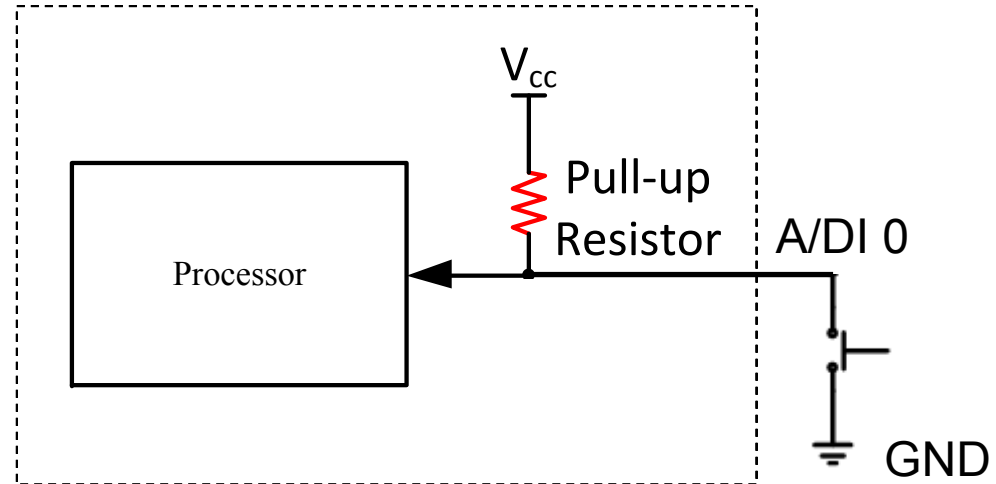 Vcc
Pull-up
Resistor
A/DI 0
Processor
GND